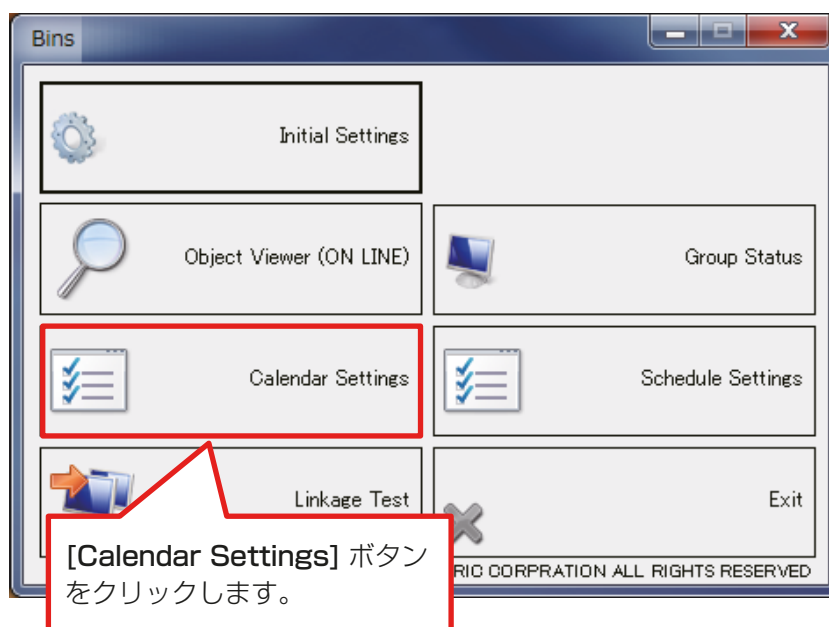 Bins
Initial Settings
Object Viewer (ON LINE)
Group Status
Calendar Settings
Schedule Settings
Linkage Test
Exit
[Calendar Settings] ボタン
をクリックします。
RIC CORPRATION ALL RIGHTS RESERVED